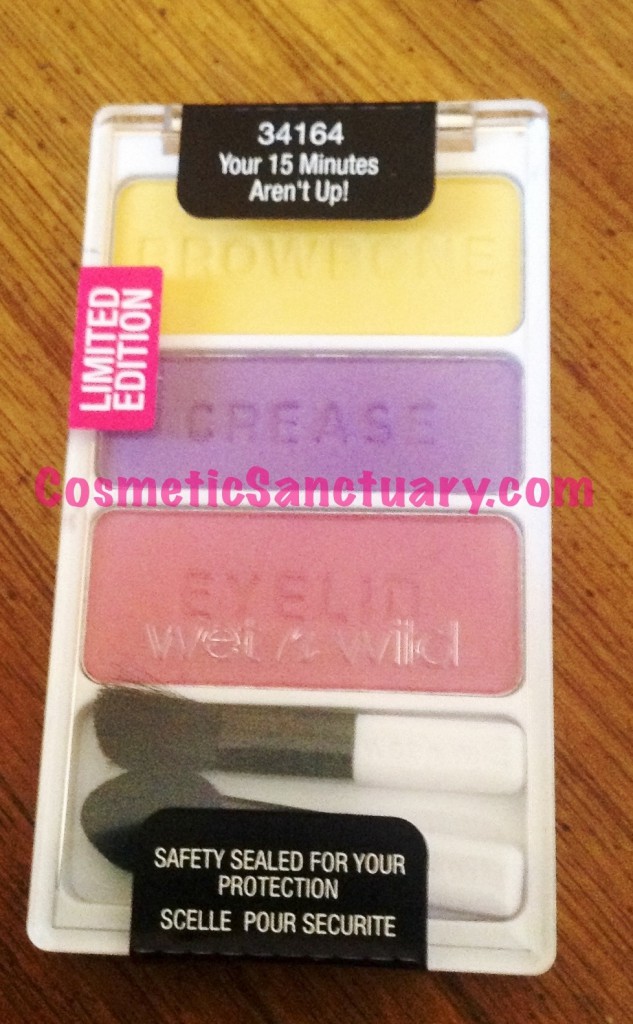 34164
Your 15 Minutes
Aren't Up!
BROWBONE
LIMITED
EDITION
CREASE
CosmeticSanctuary.com
EYELID
wet n wild
SAFETY SEALED FOR YOUR
PROTECTION
SCELLE POUR SECURITE